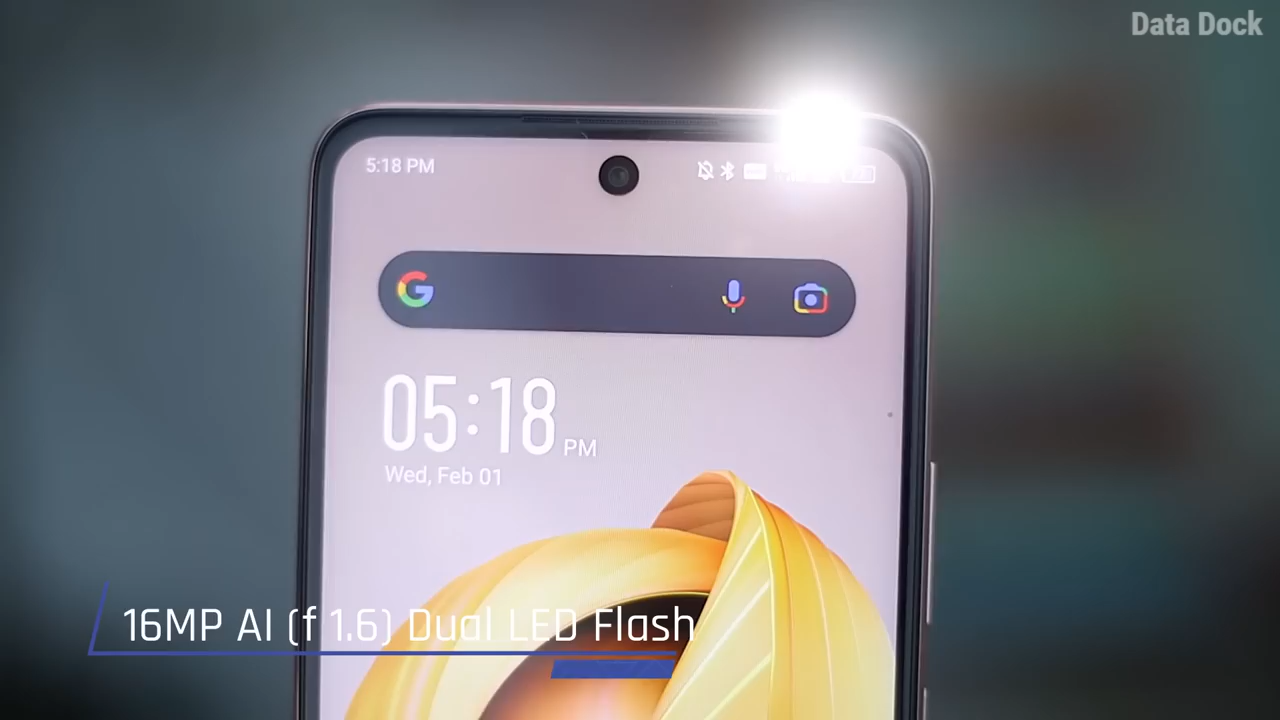 Data Dock
5:18 PM
05:18 PM
Wed, Feb 01
16MP AI (f 1.6) Dual LED Flash